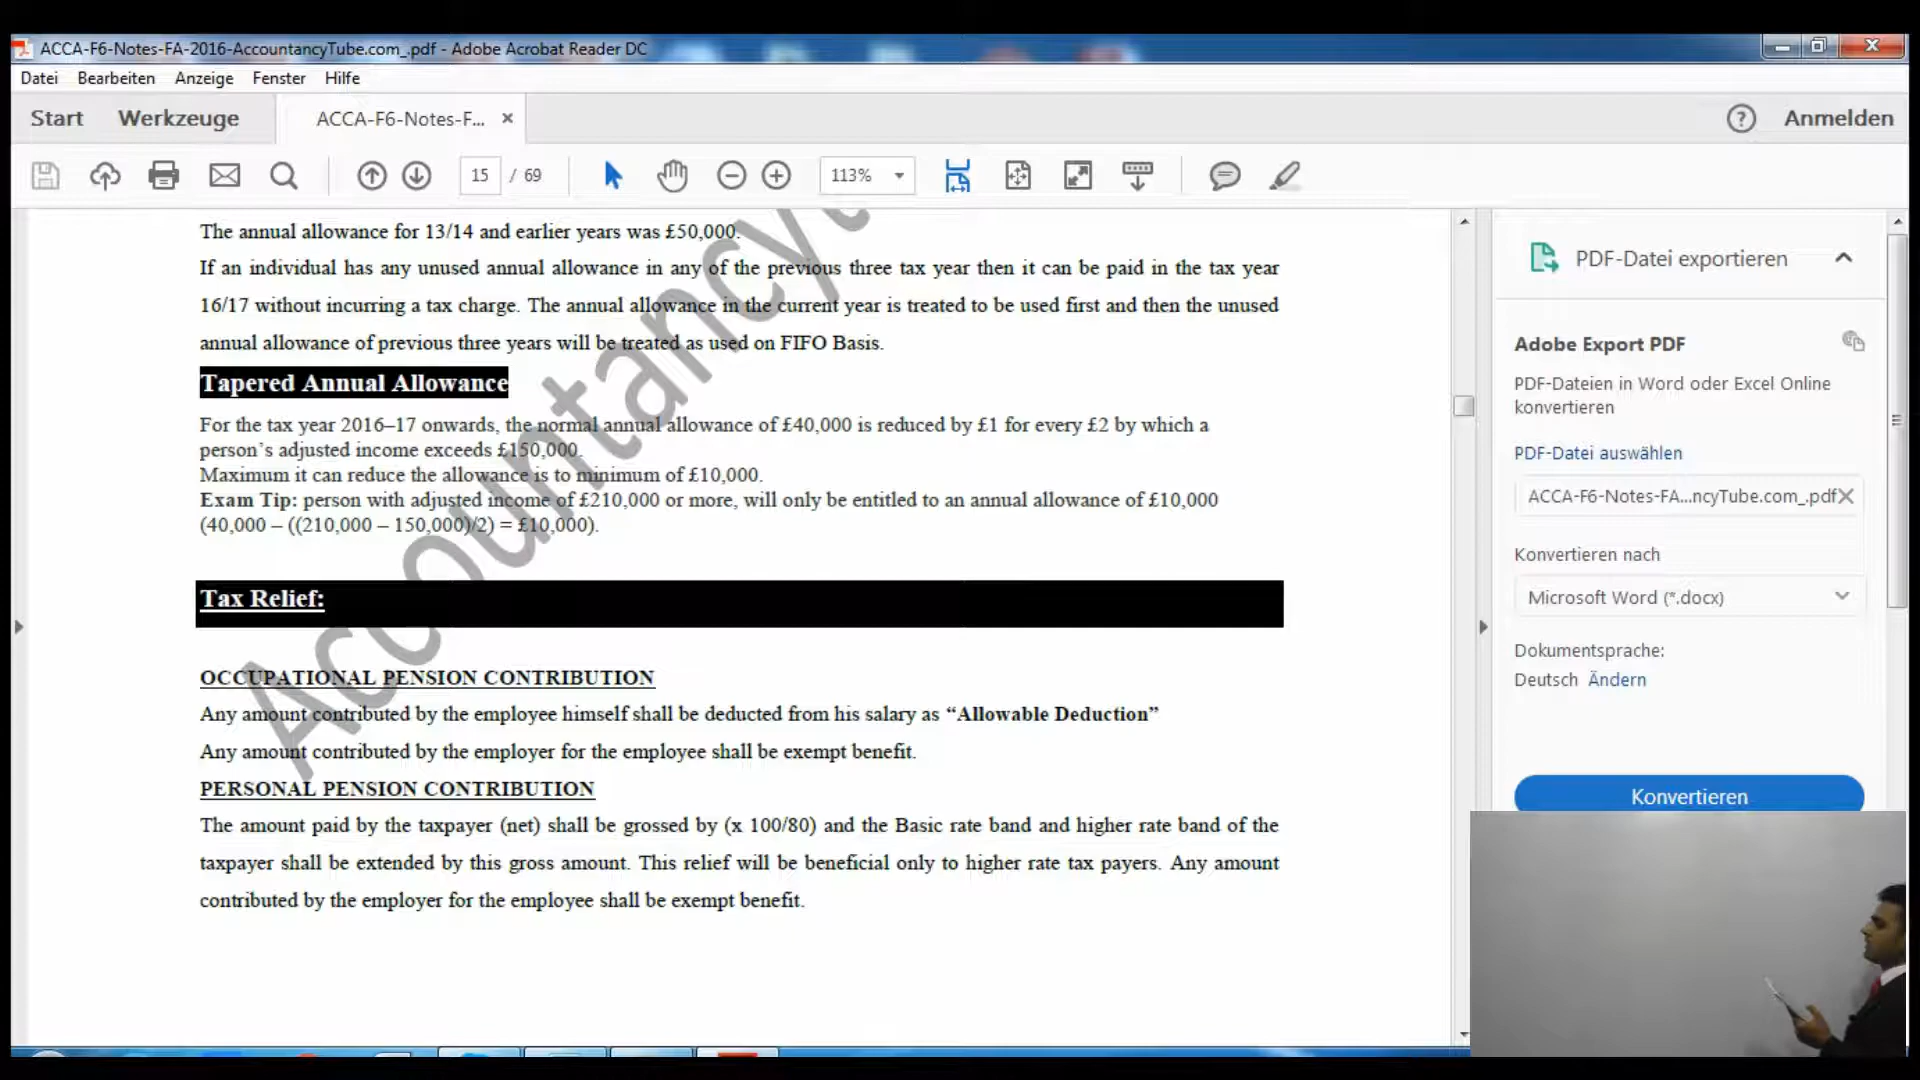 ACCA-F6-Notes-FA-2016-AccountancyTube.com_.pdf - Adobe Acrobat Reader DC
Datei Bearbeiten Anzeige Fenster Hilfe
Start Werkzeuge ACCA-F6-Notes-F... × ? Anmelden
15 / 69 113%
The annual allowance for 13/14 and earlier years was £50,000.
If an individual has any unused annual allowance in any of the previous three tax year then it can be paid in the tax year
16/17 without incurring a tax charge. The annual allowance in the current year is treated to be used first and then the unused
annual allowance of previous three years will be treated as used on FIFO Basis.
Tapered Annual Allowance
For the tax year 2016–17 onwards, the normal annual allowance of £40,000 is reduced by £1 for every £2 by which a
person’s adjusted income exceeds £150,000.
Maximum it can reduce the allowance is to minimum of £10,000.
Exam Tip: person with adjusted income of £210,000 or more, will only be entitled to an annual allowance of £10,000
(40,000 – ((210,000 – 150,000)/2) = £10,000).
Tax Relief:
OCCUPATIONAL PENSION CONTRIBUTION
Any amount contributed by the employee himself shall be deducted from his salary as “Allowable Deduction”
Any amount contributed by the employer for the employee shall be exempt benefit.
PERSONAL PENSION CONTRIBUTION
The amount paid by the taxpayer (net) shall be grossed by (x 100/80) and the Basic rate band and higher rate band of the
taxpayer shall be extended by this gross amount. This relief will be beneficial only to higher rate tax payers. Any amount
contributed by the employer for the employee shall be exempt benefit.
Accountancyt
PDF-Datei exportieren
Adobe Export PDF
PDF-Dateien in Word oder Excel Online
konvertieren
PDF-Datei auswählen
ACCA-F6-Notes-FA...ncyTube.com_.pdf
Konvertieren nach
Microsoft Word (*.docx)
Dokumentsprache:
Deutsch Ändern
Konvertieren